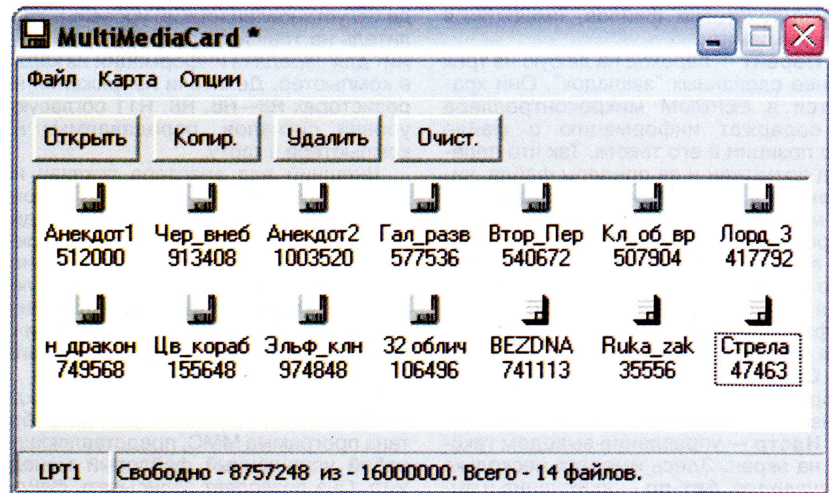 MultiMediaCard *
Файл Карта Опции
Открыть Копир. Удалить Очист.
Анекдот1 Чер_внеб Анекдот2 Гал_разв Втор_Пер Кл_об_вр Лорд_З
512000 913408 1003520 577536 540672 507904 417792
н_дракон Цв_кораб Эльф_клн 32 облич BEZDNA Ruka_zak Стрела
749568 155648 974848 106496 741113 35556 47463
LPT1 вободно - 8757248 из - 16000000, Всего - 14 файлов.